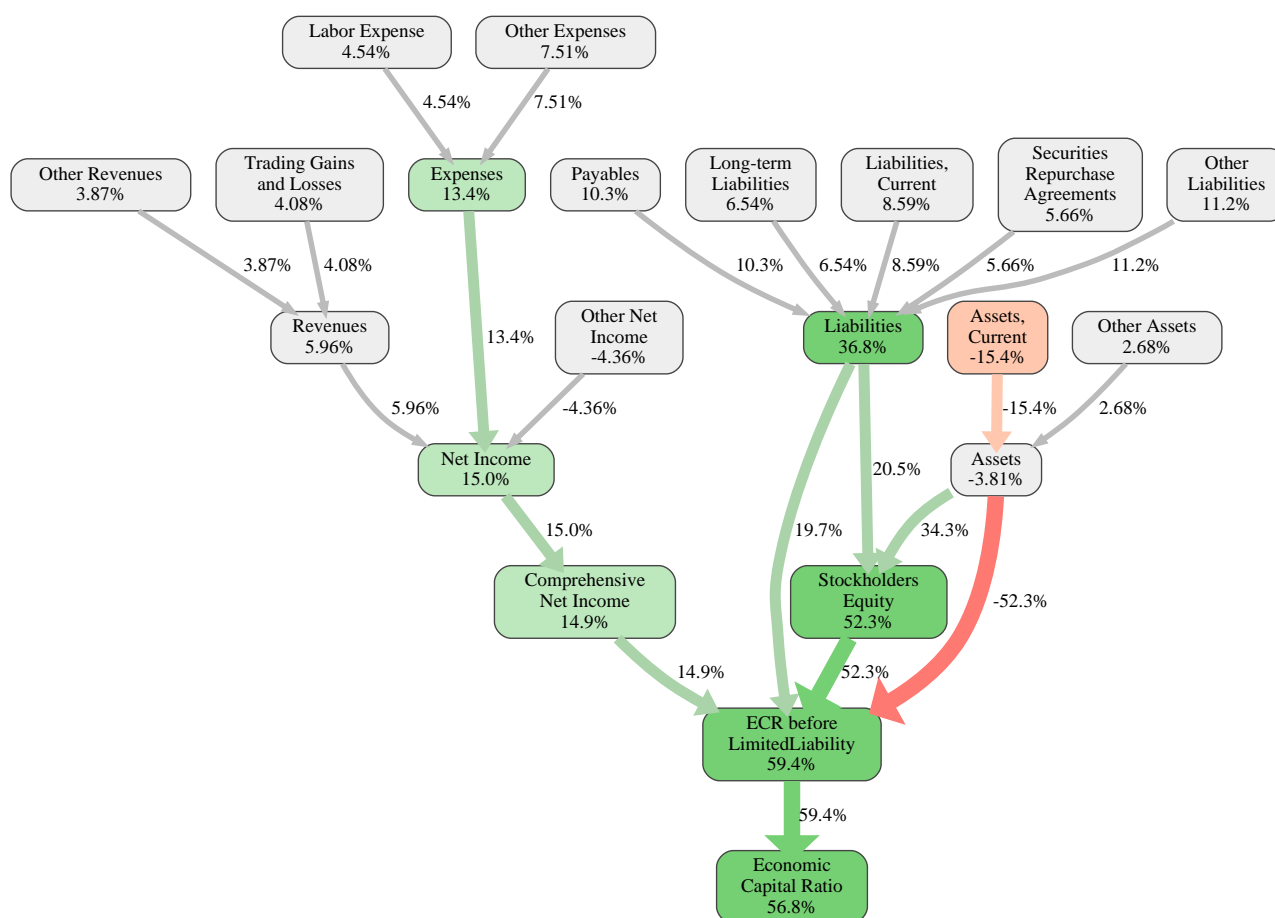 Labor Expense
4.54%
Other Expenses
7.51%
4.54%
7.51%
Other Revenues
3.87%
Trading Gains
and Losses
4.08%
Expenses
13.4%
Payables
10.3%
Long-term
Liabilities
6.54%
Liabilities,
Current
8.59%
Securities
Repurchase
Agreements
5.66%
Other
Liabilities
11.2%
3.87%
4.08%
10.3%
6.54%
8.59%
5.66%
11.2%
Revenues
5.96%
13.4%
Other Net
Income
-4.36%
Liabilities
36.8%
Assets,
Current
-15.4%
Other Assets
2.68%
5.96%
-4.36%
-15.4%
2.68%
Net Income
15.0%
20.5%
Assets
-3.81%
15.0%
19.7%
34.3%
Comprehensive
Net Income
14.9%
Stockholders
Equity
52.3%
-52.3%
14.9%
52.3%
ECR before
LimitedLiability
59.4%
59.4%
Economic
Capital Ratio
56.8%